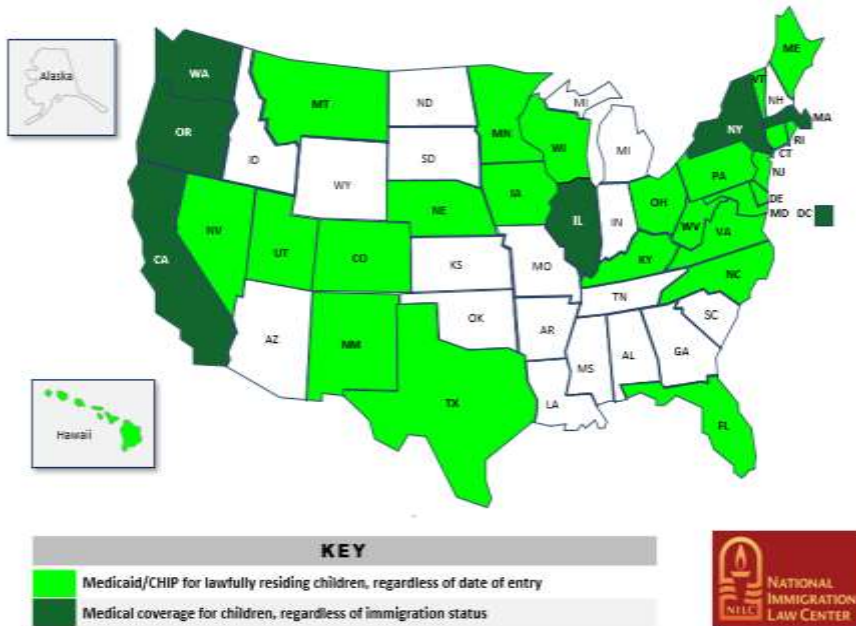 WA
MT
ND
ME
VT
Alaska
OR
MN
MI
NH
NY
MA
ID
SD
WI
MI
RI
CT
WY
IA
PA
NJ
NE
OH
DE
NV
IL
IN
WV
VA
MD DC
UT
CO
CA
KS
MO
KY
NC
TN
OK
SC
AZ
NM
AR
MS
AL
GA
TX
LA
FL
Hawaii
KEY
Medicaid/CHIP for lawfully residing children, regardless of date of entry
Medical coverage for children, regardless of immigration status
NILC
NATIONAL
IMMIGRATION
LAW CENTER